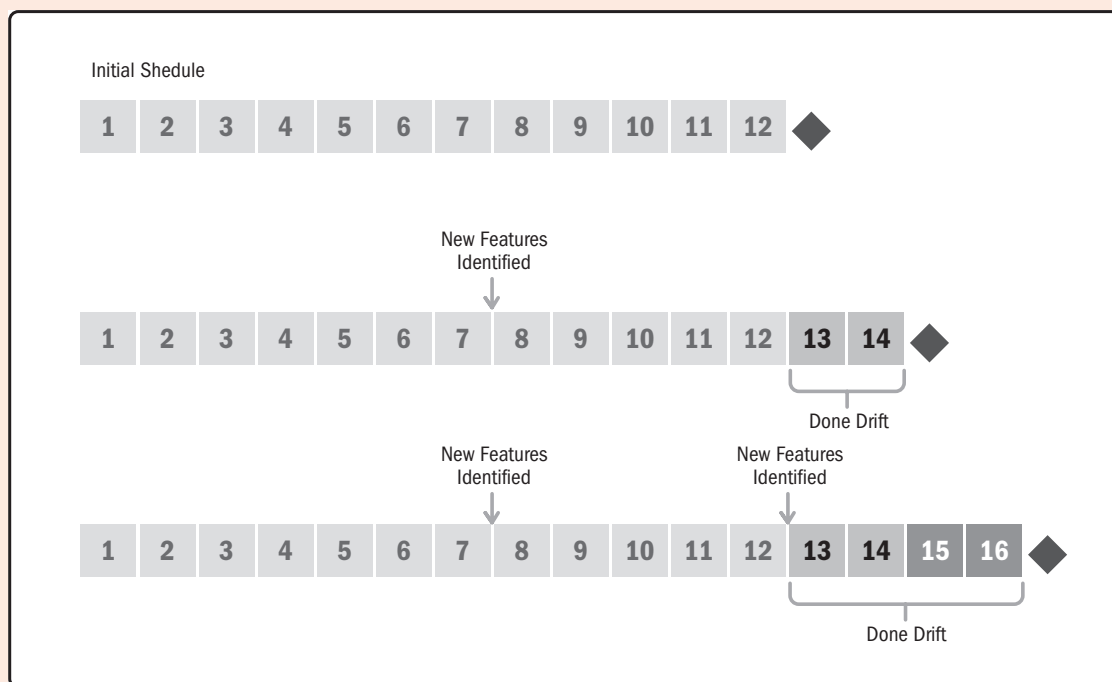 Initial Shedule
1 2 3 4 5 6 7 8 9 10 11 12
New Features
Identified
1 2 3 4 5 6 7 8 9 10 11 12 13 14
Done Drift
New Features
Identified
New Features
Identified
1 2 3 4 5 6 7 8 9 10 11 12 13 14 15 16
Done Drift